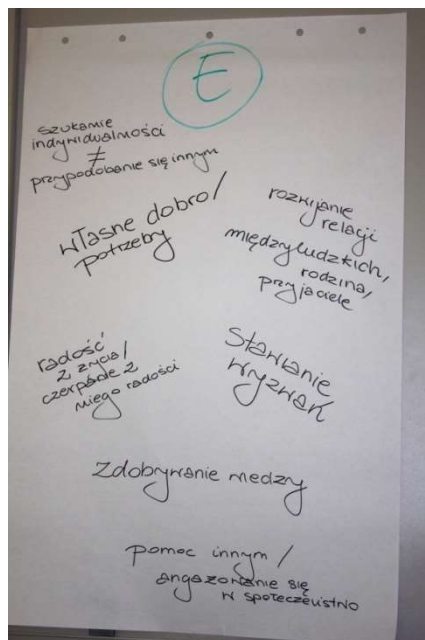 E
szukanie
indywidualności
≠
przypodobanie się innym
własne dobro/
potrzeby
rozwijanie
relacji
międzyludzkich,
rodzina,
przyjaciele
radość
z życia/
czerpanie z
niego radości
Stawianie
wyzwań
Zdobywanie wiedzy
pomoc innym /
angażowanie się
w społeczeństwo